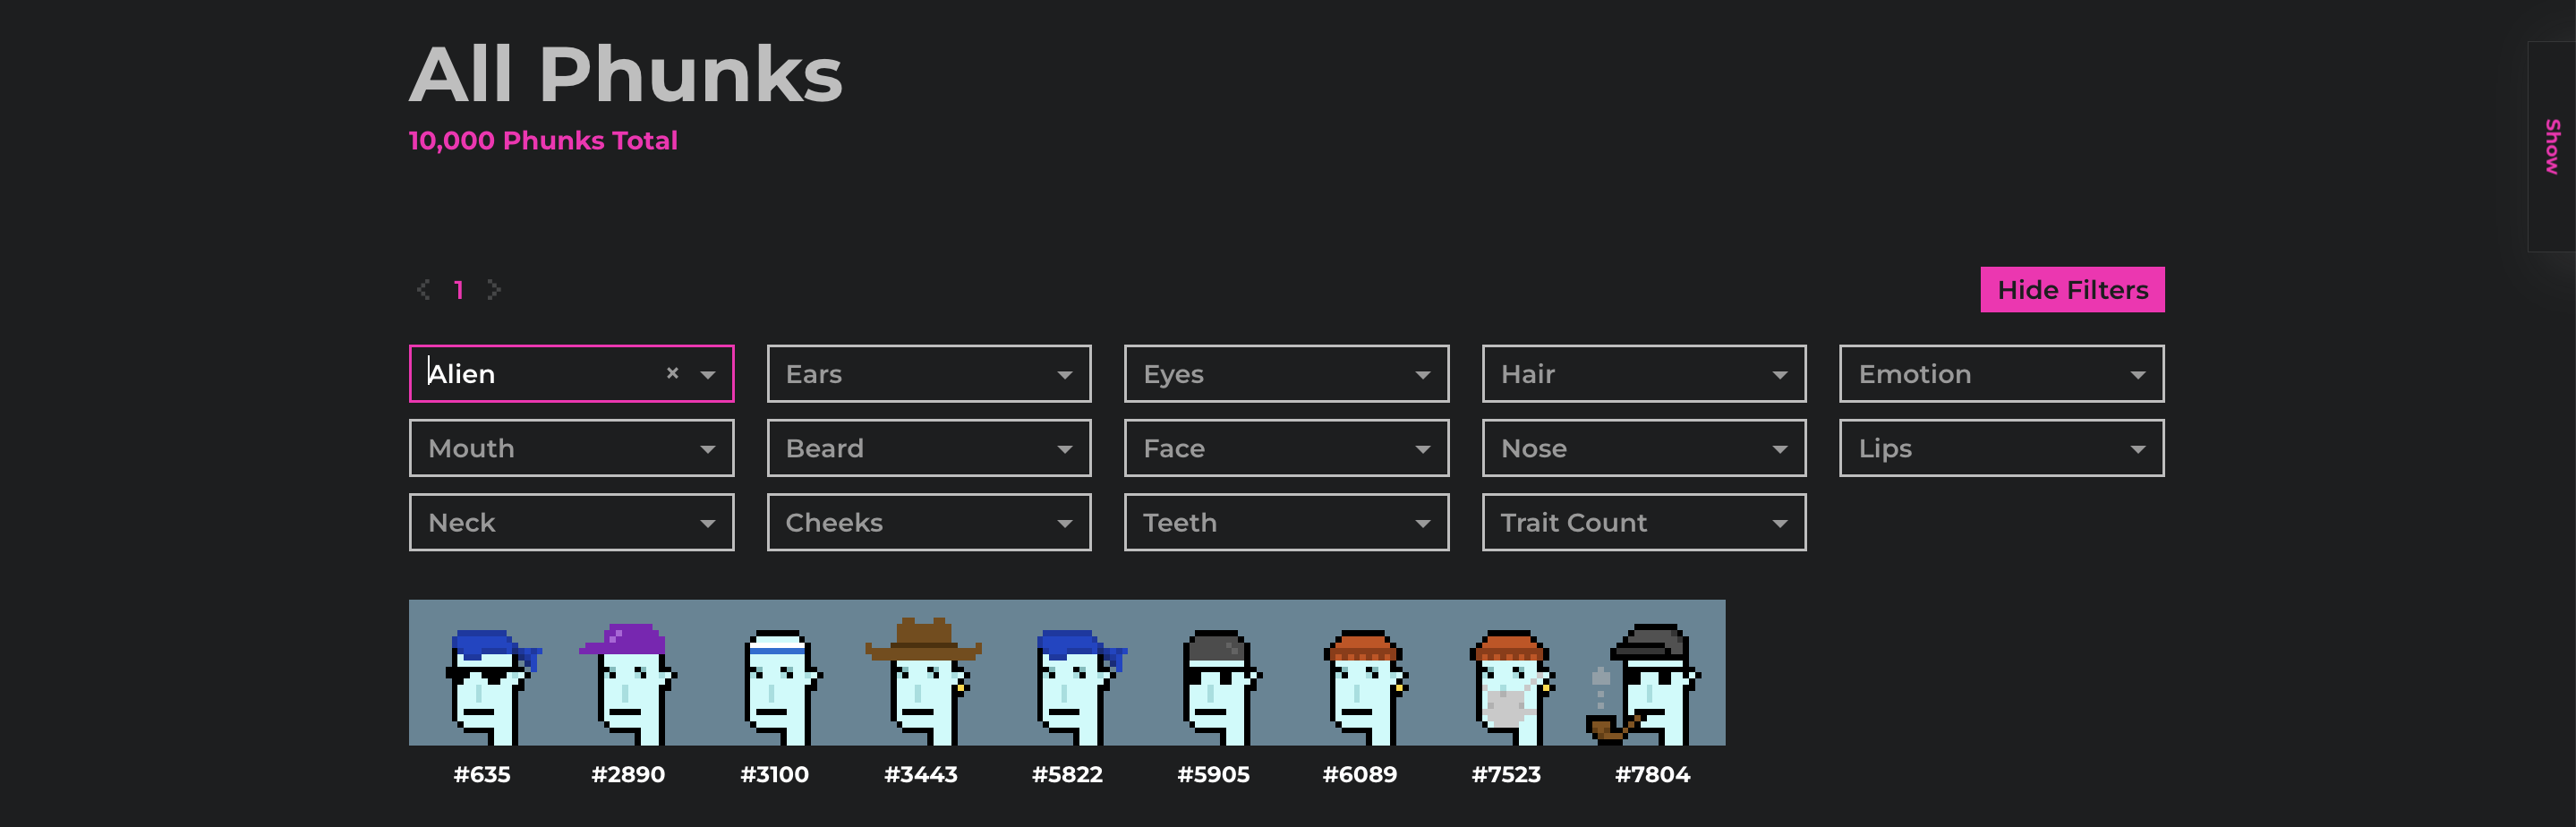 All Phunks
10,000 Phunks Total
Show
1
Hide Filters
Alien × Ears Eyes Hair Emotion
Mouth Beard Face Nose Lips
Neck Cheeks Teeth Trait Count
#635 #2890 #3100 #3443 #5822 #5905 #6089 #7523 #7804